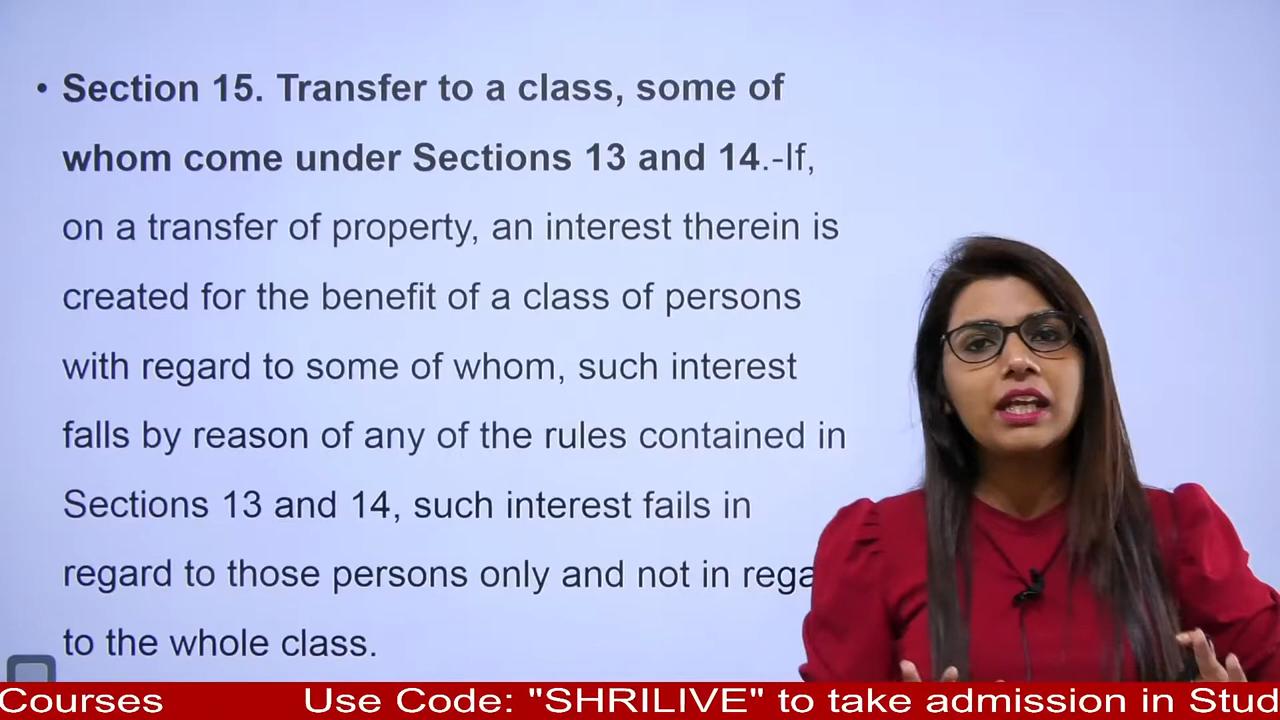 • Section 15. Transfer to a class, some of
whom come under Sections 13 and 14.-If,
on a transfer of property, an interest therein is
created for the benefit of a class of persons
with regard to some of whom, such interest
falls by reason of any of the rules contained in
Sections 13 and 14, such interest fails in
regard to those persons only and not in rega
to the whole class.
Courses Use Code: "SHRILIVE" to take admission in Stud